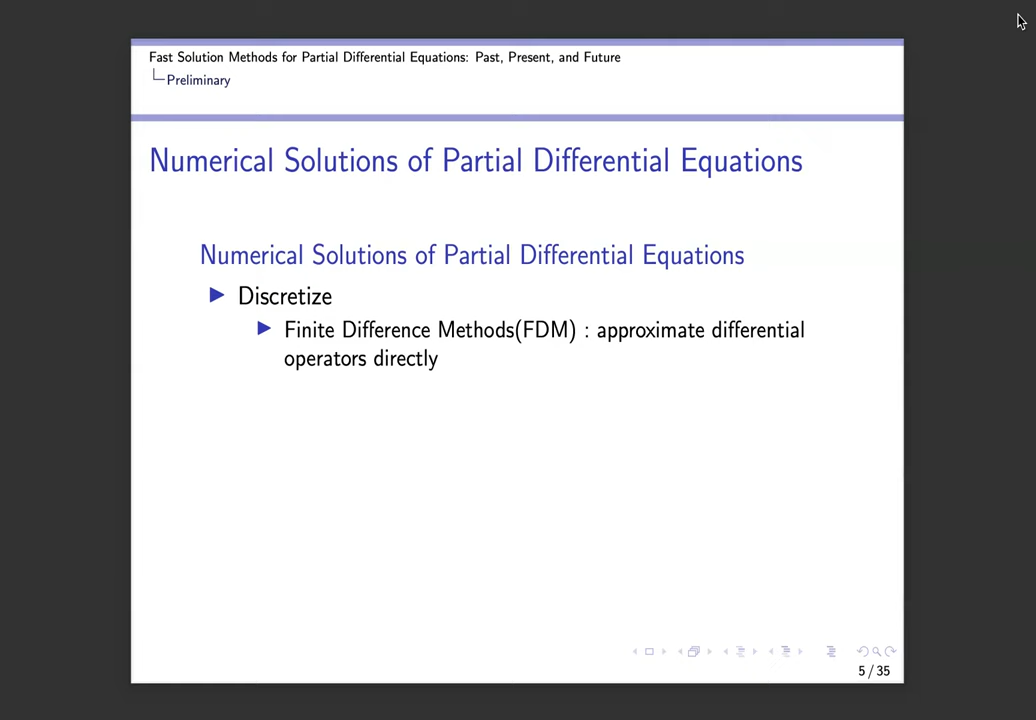 Fast Solution Methods for Partial Differential Equations: Past, Present, and Future
Preliminary
Numerical Solutions of Partial Differential Equations
Numerical Solutions of Partial Differential Equations
Discretize
Finite Difference Methods(FDM) : approximate differential
operators directly
5 / 35